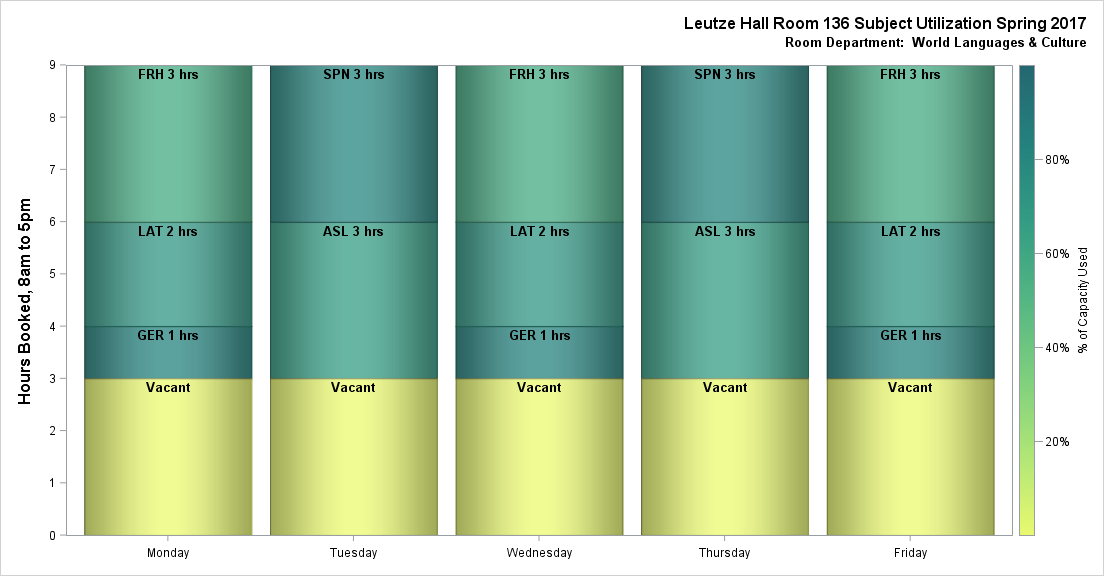 Leutze Hall Room 136 Subject Utilization Spring 2017
Room Department: World Languages & Culture
Hours Booked, 8am to 5pm
9
8
7
6
5
4
3
2
1
0
FRH 3 hrs
LAT 2 hrs
GER 1 hrs
Vacant
SPN 3 hrs
ASL 3 hrs
Vacant
FRH 3 hrs
LAT 2 hrs
GER 1 hrs
Vacant
SPN 3 hrs
ASL 3 hrs
Vacant
FRH 3 hrs
LAT 2 hrs
GER 1 hrs
Vacant
Monday
Tuesday
Wednesday
Thursday
Friday
80%
60%
40%
20%
% of Capacity Used